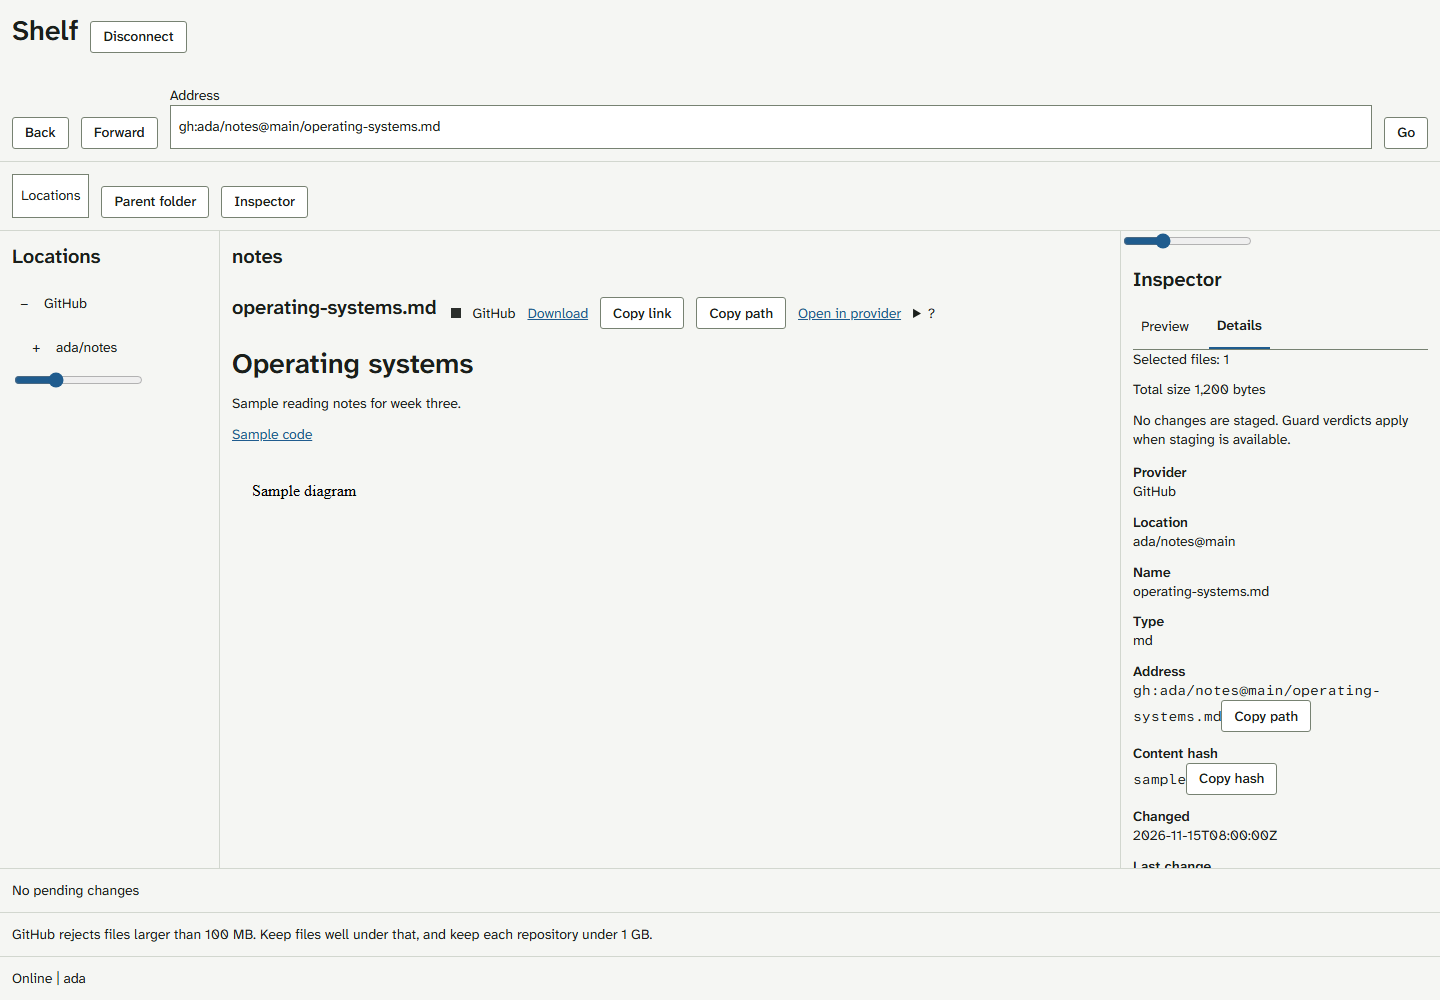 Shelf
Disconnect
Address
Back
Forward
gh:ada/notes@main/operating-systems.md
Go
Locations
Parent folder
Inspector
Locations
– GitHub
+ ada/notes
notes
operating-systems.md
GitHub
Download
Copy link
Copy path
Open in provider
?
Operating systems
Sample reading notes for week three.
Sample code
Sample diagram
Inspector
Preview
Details
Selected files: 1
Total size 1,200 bytes
No changes are staged. Guard verdicts apply
when staging is available.
Provider
GitHub
Location
ada/notes@main
Name
operating-systems.md
Type
md
Address
gh:ada/notes@main/operating-
systems.md
Copy path
Content hash
sample
Copy hash
Changed
2026-11-15T08:00:00Z
Last change
No pending changes
GitHub rejects files larger than 100 MB. Keep files well under that, and keep each repository under 1 GB.
Online | ada